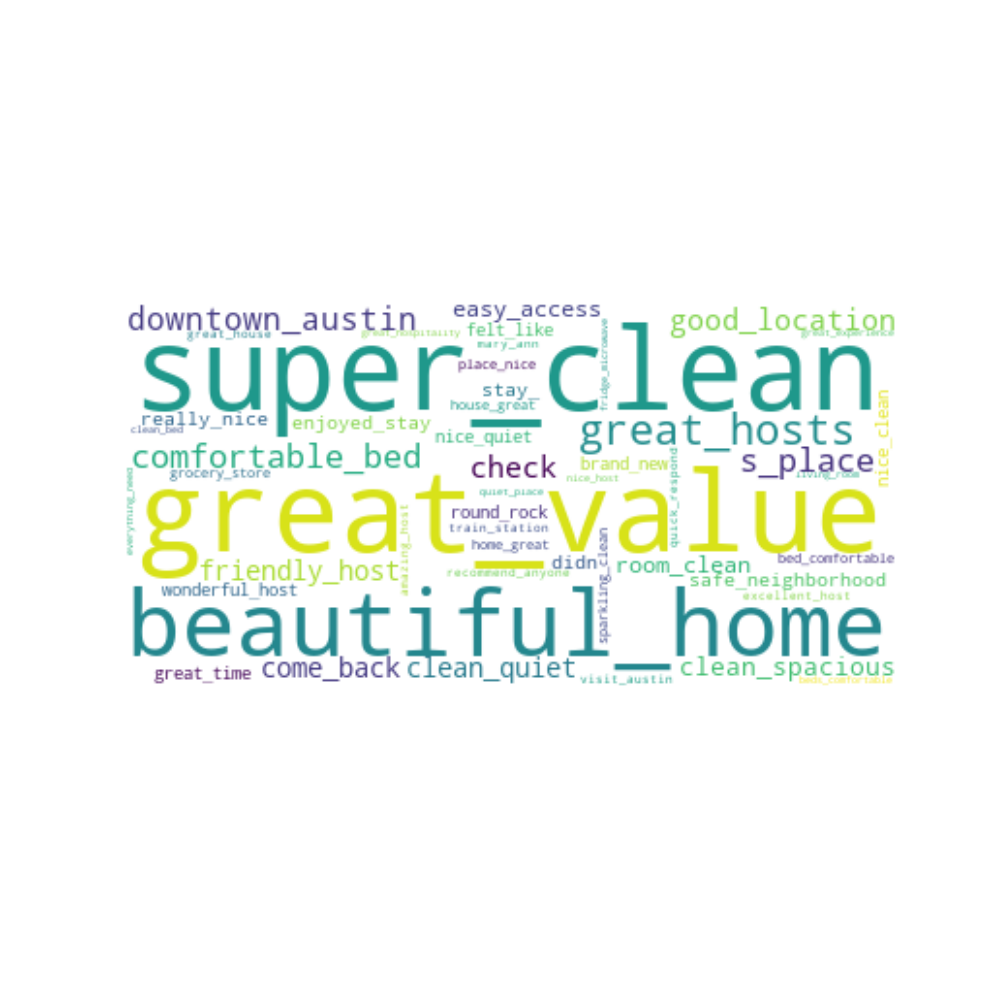 downtown_austin
easy_access
good_location
great_house
great_hospitality
felt_like
great_experience
super_clean
mary_ann
fridge_microwave
place_nice
stay_
house_great
really_nice
enjoyed_stay
clean_bed
nice_quiet
great_hosts
nice_clean
comfortable_bed
check
brand_new
s_place
grocery_store
nice_host
living_room
everything_need
great_value
quiet_place
quick_respond
round_rock
train_station
amazing_host
home_great
didn
sparkling_clean
friendly_host
recommend_anyone
room_clean
bed_comfortable
safe_neighborhood
wonderful_host
excellent_host
beautiful_home
great_time
come_back
clean_quiet
visit_austin
clean_spacious
beds_comfortable